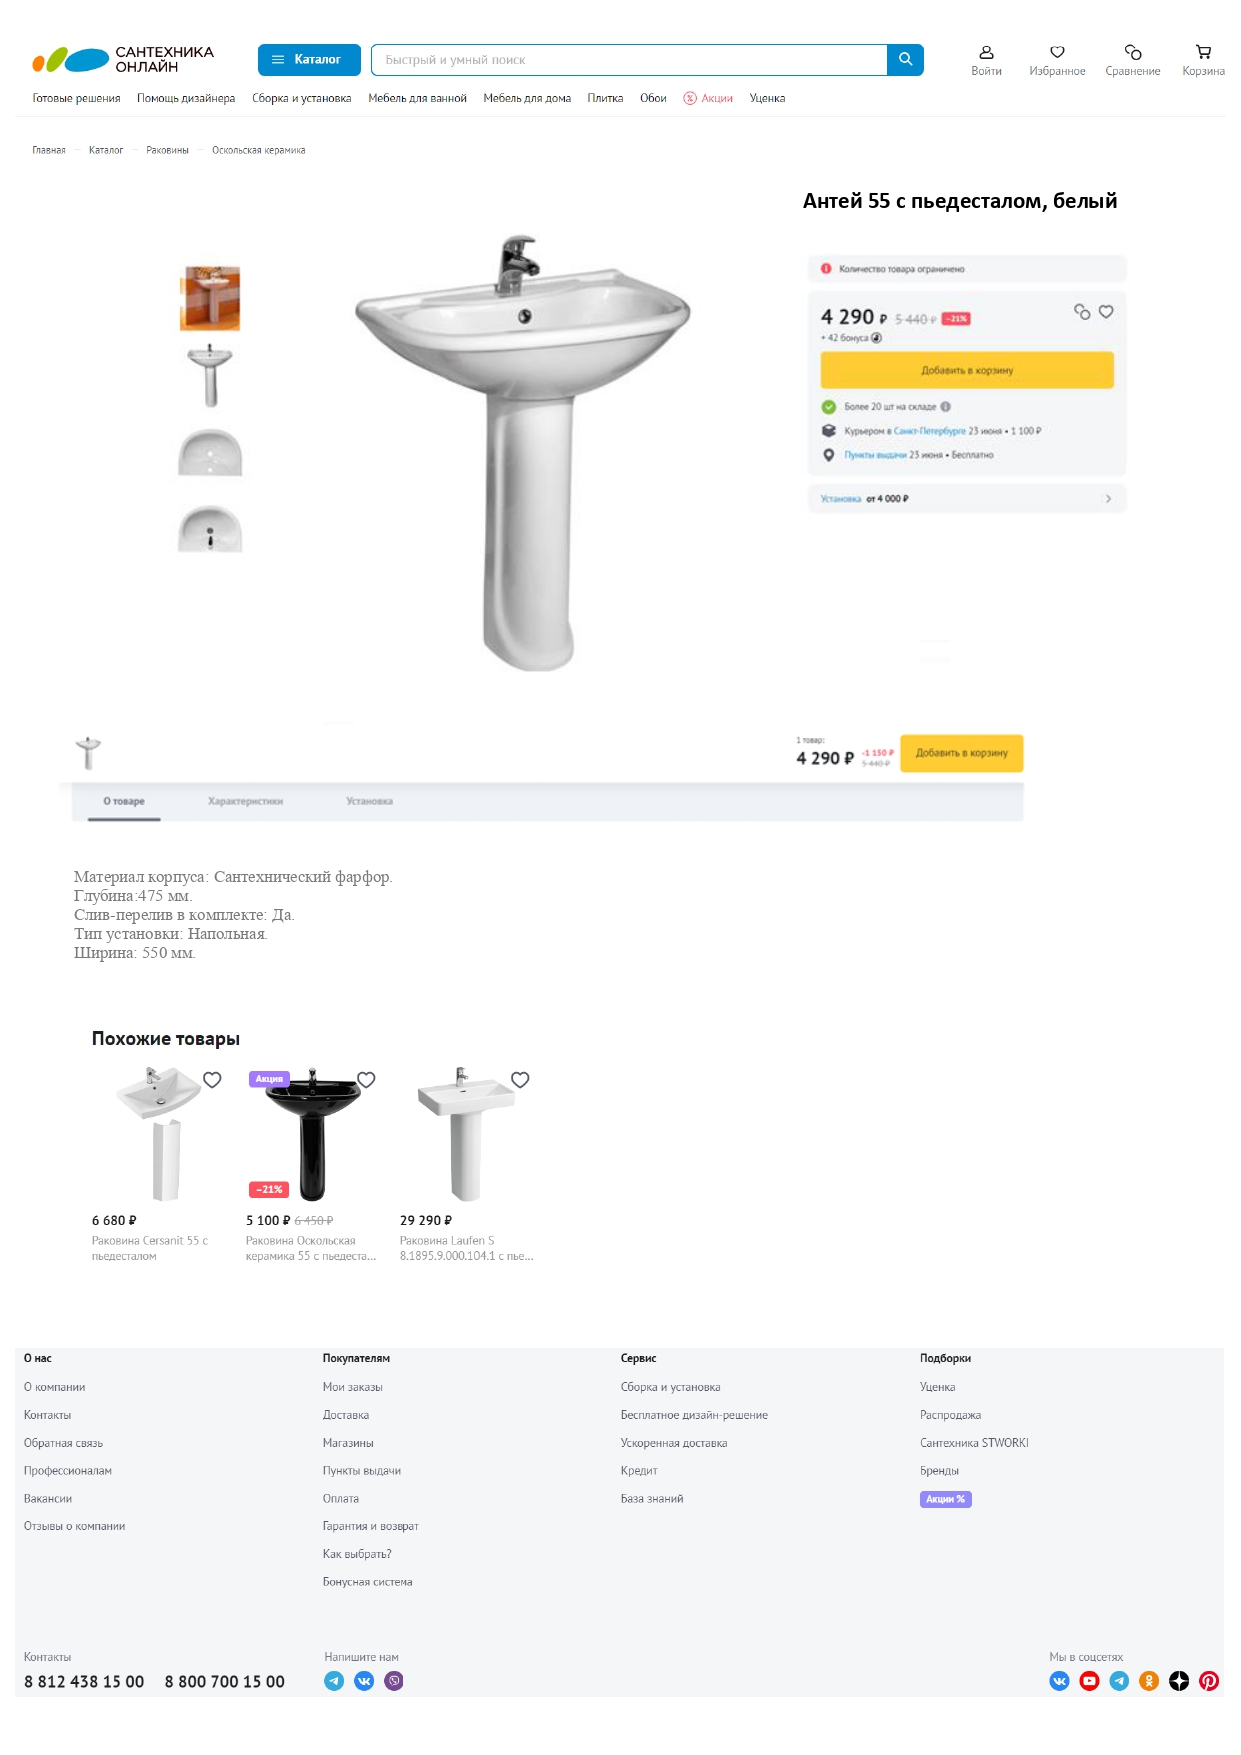 САНТЕХНИКА
ОНЛАЙН
Каталог
Быстрый и умный поиск
Войти
Избранное
Сравнение
Корзина
Готовые решения
Помощь дизайнера
Сборка и установка
Мебель для ванной
Мебель для дома
Плитка
Обои
Акции
Уценка
Главная — Каталог — Раковины — Оскольская керамика
Антей 55 с пьедесталом, белый
Количество товара ограничено
4 290 ₽ 5 440 ₽ −21%
+ 42 бонуса
Добавить в корзину
Более 20 шт на складе
Курьером в Санкт-Петербурге 23 июня • 1 100 ₽
Пункты выдачи 23 июня • Бесплатно
Установка от 4 000 ₽
1 товар:
4 290 ₽
-1 150 ₽
5 440 ₽
Добавить в корзину
О товаре
Характеристики
Установка
Материал корпуса: Сантехнический фарфор.
Глубина:475 мм.
Слив-перелив в комплекте: Да.
Тип установки: Напольная.
Ширина: 550 мм.
Похожие товары
Акция
−21%
6 680 ₽
Раковина Cersanit 55 с
пьедесталом
5 100 ₽ 6 450 ₽
Раковина Оскольская
керамика 55 с пьедеста...
29 290 ₽
Раковина Laufen S
8.1895.9.000.104.1 с пье...
О нас
О компании
Контакты
Обратная связь
Профессионалам
Вакансии
Отзывы о компании
Покупателям
Мои заказы
Доставка
Магазины
Пункты выдачи
Оплата
Гарантия и возврат
Как выбрать?
Бонусная система
Сервис
Сборка и установка
Бесплатное дизайн-решение
Ускоренная доставка
Кредит
База знаний
Подборки
Уценка
Распродажа
Сантехника STWORKI
Бренды
Акции %
Контакты
8 812 438 15 00 8 800 700 15 00
Напишите нам
Мы в соцсетях